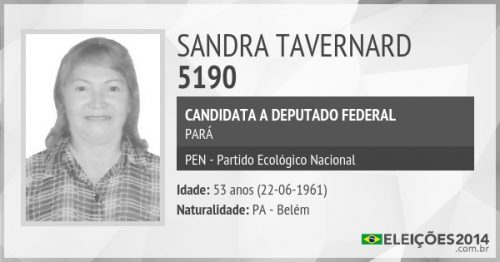 SANDRA TAVERNARD
5190
CANDIDATA A DEPUTADO FEDERAL
PARÁ
PEN - Partido Ecológico Nacional
Idade: 53 anos (22-06-1961)
Naturalidade: PA - Belém
ELEIÇÕES2014
.com.br